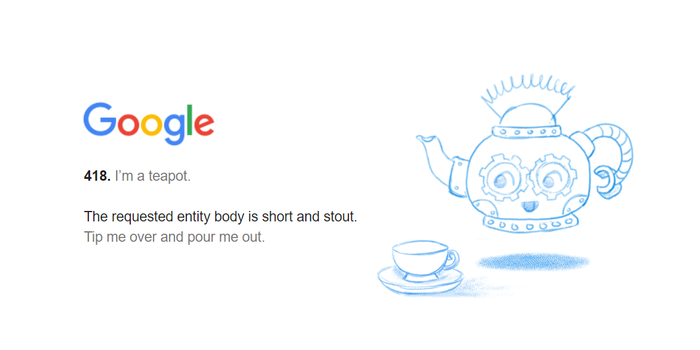 Google
418. I'm a teapot.
The requested entity body is short and stout.
Tip me over and pour me out.